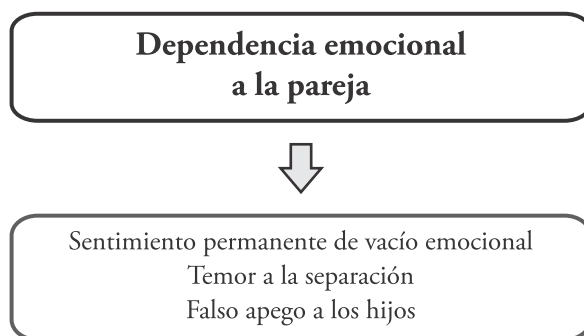 Dependencia emocional
a la pareja
Sentimiento permanente de vacío emocional
Temor a la separación
Falso apego a los hijos